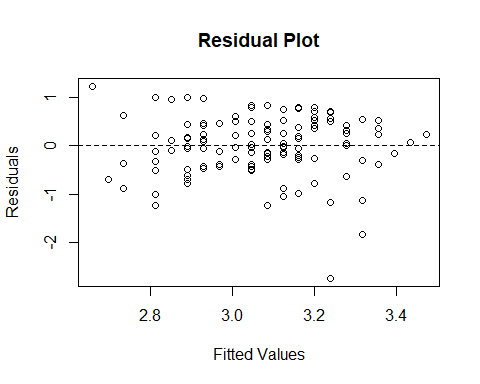 Residual Plot
1
0
-1
-2
Residuals
2.8 3.0 3.2 3.4
Fitted Values